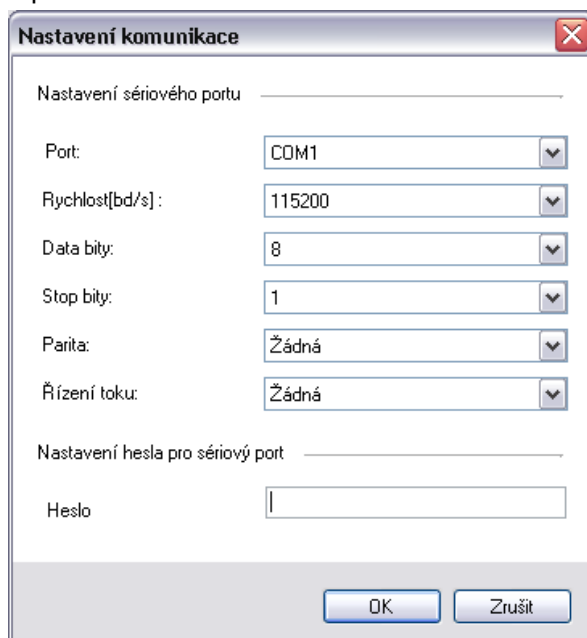 Nastavení komunikace
Nastavení sériového portu
Port: COM1
Rychlost[bd/s] : 115200
Data bity: 8
Stop bity: 1
Parita: Žádná
Řízení toku: Žádná
Nastavení hesla pro sériový port
Heslo
OK Zrušit